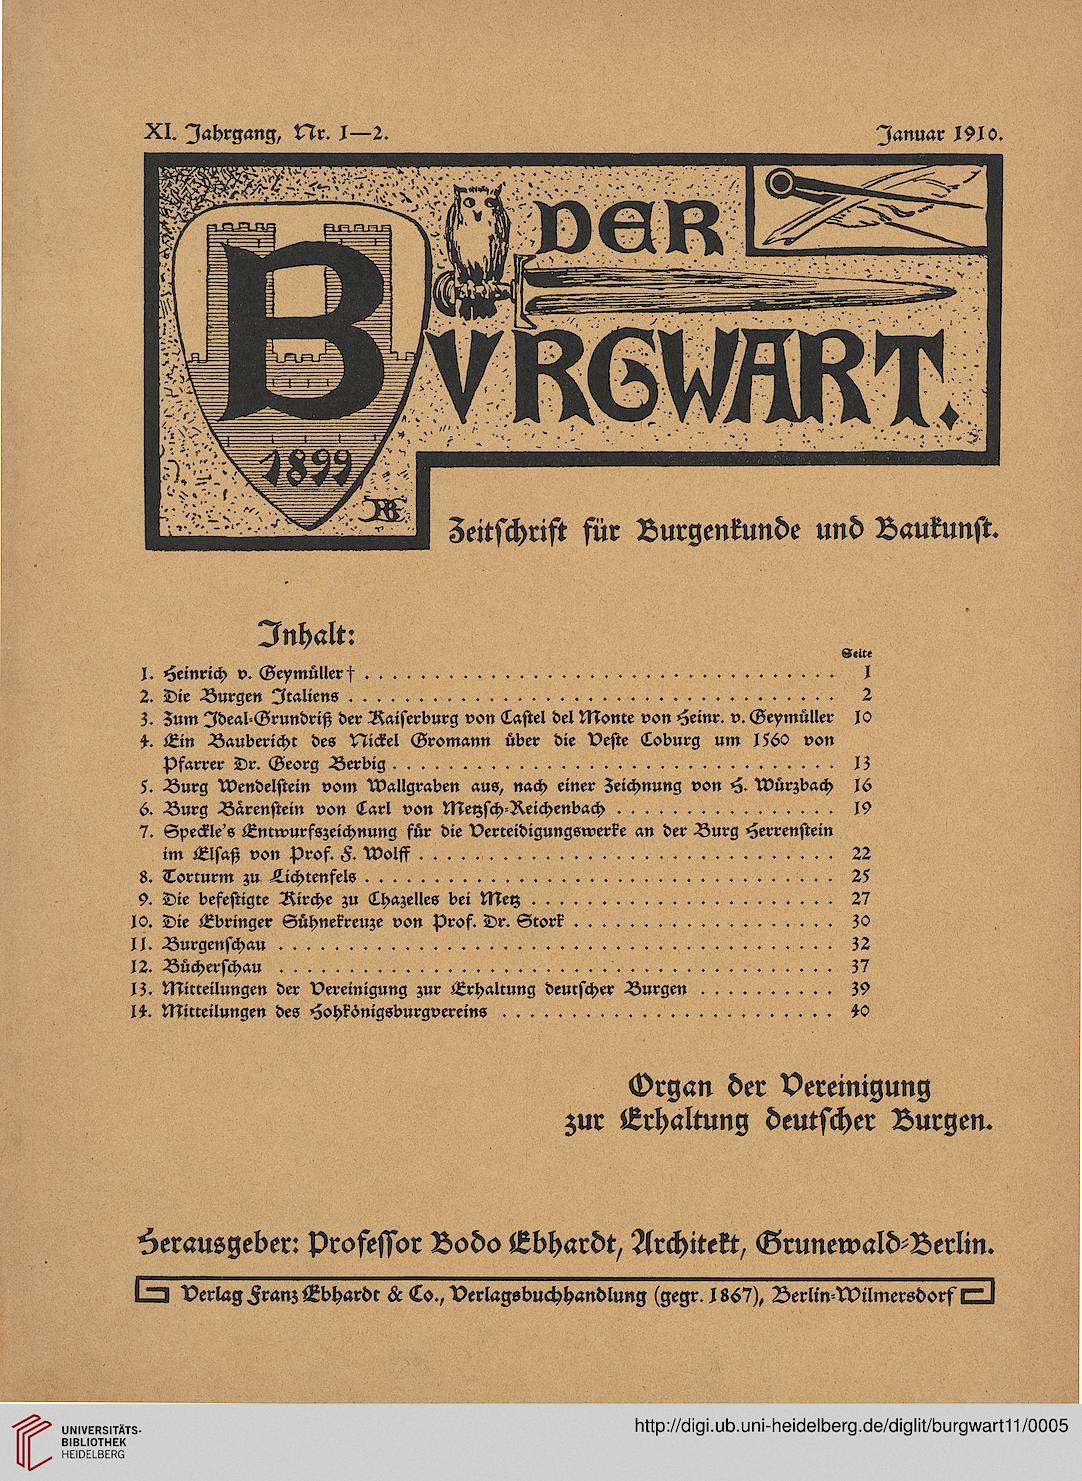 XI. Jahrgang, Nr. 1—2.
Januar 1910.
DER
BVRGWART.
1899
Zeitschrift für Burgenkunde und Baukunst.
Inhalt:
Seite
1. Heinrich v. Geymüller † . . . . . . . . . . 1
2. Die Burgen Italiens . . . . . . . . . . 2
3. Zum Ideal-Grundriß der Kaiserburg von Castel del Monte von Heinr. v. Geymüller 10
4. Ein Baubericht des Nickel Gromann über die Veste Coburg um 1560 von
Pfarrer Dr. Georg Berbig . . . . . . . . . . 13
5. Burg Wendelstein vom Wallgraben aus, nach einer Zeichnung von H. Würzbach 16
6. Burg Bärenstein von Carl von Metzsch-Reichenbach . . . . . . . . . . 19
7. Speckle's Entwurfszeichnung für die Verteidigungswerke an der Burg Herrenstein
im Elsaß von Prof. F. Wolff . . . . . . . . . . 22
8. Torturm zu Lichtenfels . . . . . . . . . . 25
9. Die befestigte Kirche zu Chazelles bei Metz . . . . . . . . . . 27
10. Die Ebringer Sühnekreuze von Prof. Dr. Stork . . . . . . . . . . 30
11. Burgenschau . . . . . . . . . . 32
12. Bücherschau . . . . . . . . . . 37
13. Mitteilungen der Vereinigung zur Erhaltung deutscher Burgen . . . . . . . . . . 39
14. Mitteilungen des Hohkönigsburgvereins . . . . . . . . . . 40
Organ der Vereinigung
zur Erhaltung deutscher Burgen.
Herausgeber: Professor Bodo Ebhardt, Architekt, Grunewald-Berlin.
Verlag Franz Ebhardt & Co., Verlagsbuchhandlung (gegr. 1867), Berlin-Wilmersdorf
UNIVERSITÄTS-
BIBLIOTHEK
HEIDELBERG
http://digi.ub.uni-heidelberg.de/diglit/burgwart11/0005